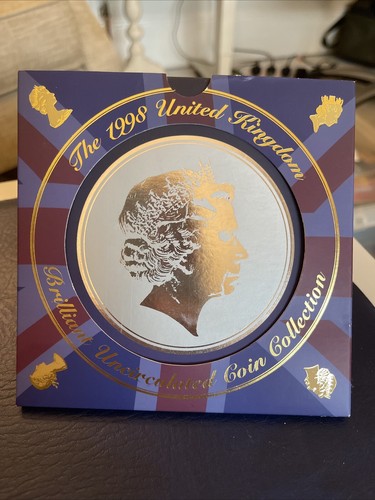 The 1998 United Kingdom
Brilliant Uncirculated Coin Collection